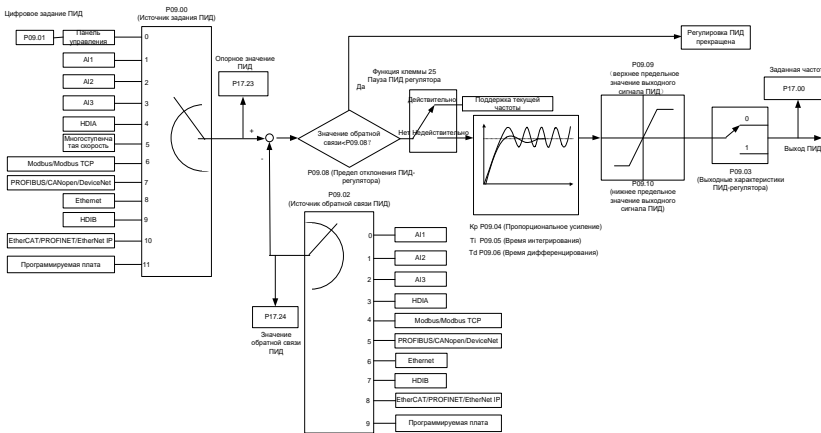 Цифровое задание ПИД
P09.00
(Источник задания ПИД)
P09.01
Панель
управления
0
AI1
1
AI2
2
AI3
3
HDIA
4
Многоступенча
тая скорость
5
Modbus/Modbus TCP
6
PROFIBUS/CANopen/DeviceNet
7
Ethernet
8
HDIB
9
EtherCAT/PROFINET/EtherNet IP
10
Программируемая плата
11
Опорное значение
ПИД
P17.23
+
-
Значение обратной
связи<P09.08?
Да
Нет
P09.08 (Предел отклонения ПИД-
регулятора)
Функция клеммы 25
Пауза ПИД регулятора
Действительно
Недействительно
Поддержка текущей
частоты
Регулировка ПИД
прекращена
Kp P09.04 (Пропорциональное усиление)
Ti P09.05 (Время интегрирования)
Td P09.06 (Время дифференцирования)
P09.09
(верхнее предельное
значение выходного
сигнала ПИД)
P09.10
(нижнее предельное
значение выходного
сигнала ПИД)
0
1
P09.03
(Выходные характеристики
ПИД-регулятора)
Заданная частот
P17.00
Выход ПИД
P09.02
(Источник обратной связи ПИД)
P17.24
Значение
обратной связи
ПИД
0
AI1
1
AI2
2
AI3
3
HDIA
4
Modbus/Modbus TCP
5
PROFIBUS/CANopen/DeviceNet
6
Ethernet
7
HDIB
8
EtherCAT/PROFINET/EtherNet IP
9
Программируемая плата